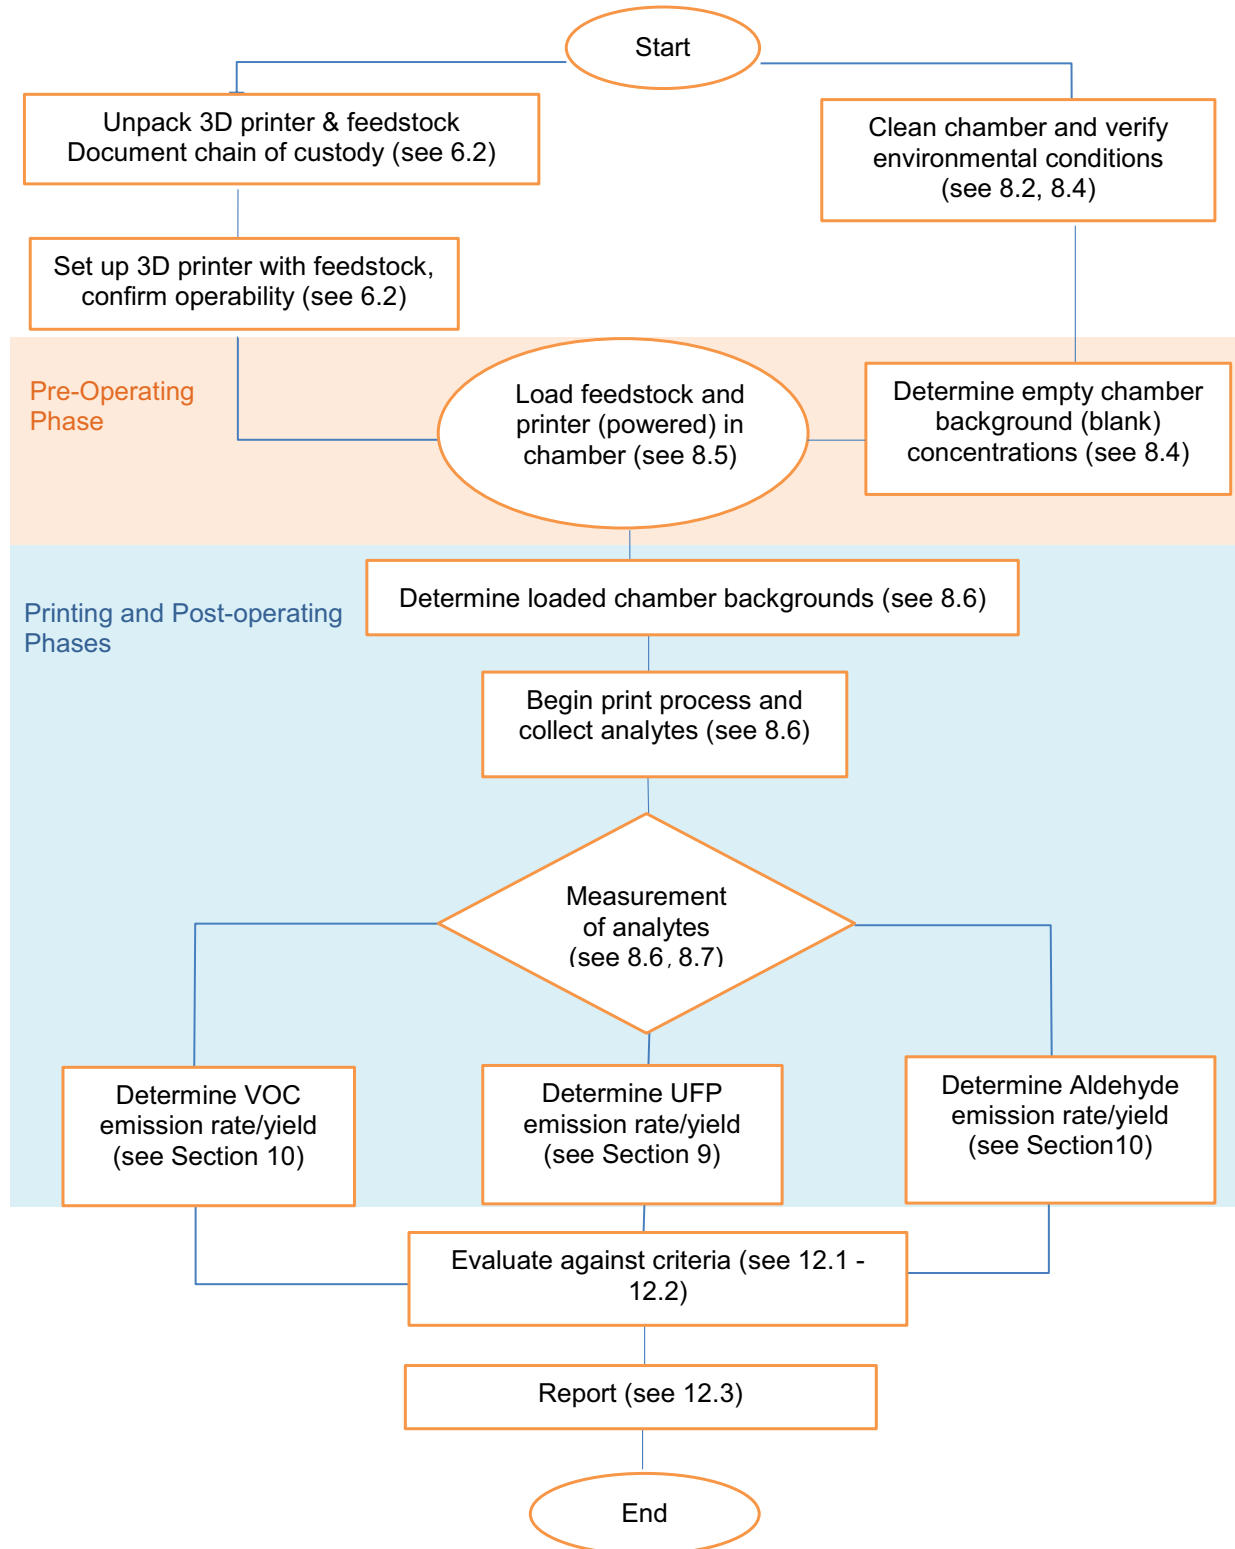 Start
Unpack 3D printer & feedstock
Document chain of custody (see 6.2)
Clean chamber and verify
environmental conditions
(see 8.2, 8.4)
Set up 3D printer with feedstock,
confirm operability (see 6.2)
Pre-Operating
Phase
Load feedstock and
printer (powered) in
chamber (see 8.5)
Determine empty chamber
background (blank)
concentrations (see 8.4)
Printing and Post-operating
Phases
Determine loaded chamber backgrounds (see 8.6)
Begin print process and
collect analytes (see 8.6)
Measurement
of analytes
(see 8.6, 8.7)
Determine VOC
emission rate/yield
(see Section 10)
Determine UFP
emission rate/yield
(see Section 9)
Determine Aldehyde
emission rate/yield
(see Section10)
Evaluate against criteria (see 12.1 -
12.2)
Report (see 12.3)
End